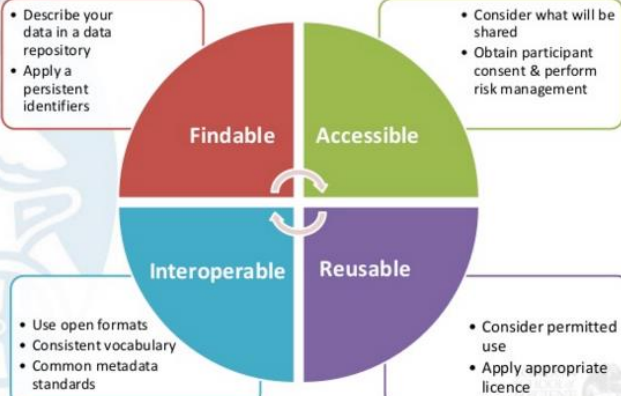 • Describe your
data in a data
repository
• Apply a
persistent
identifiers
• Consider what will be
shared
• Obtain participant
consent & perform
risk management
Findable
Accessible
Interoperable
Reusable
• Use open formats
• Consistent vocabulary
• Common metadata
standards
• Consider permitted
use
• Apply appropriate
licence